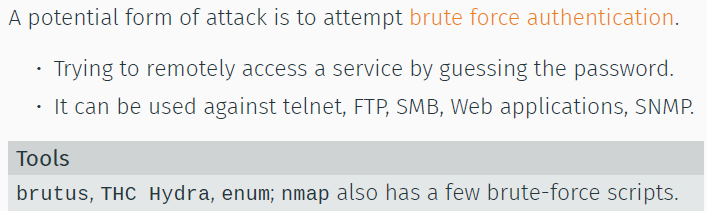 A potential form of attack is to attempt brute force authentication.
• Trying to remotely access a service by guessing the password.
• It can be used against telnet, FTP, SMB, Web applications, SNMP.
Tools
brutus, THC Hydra, enum; nmap also has a few brute-force scripts.